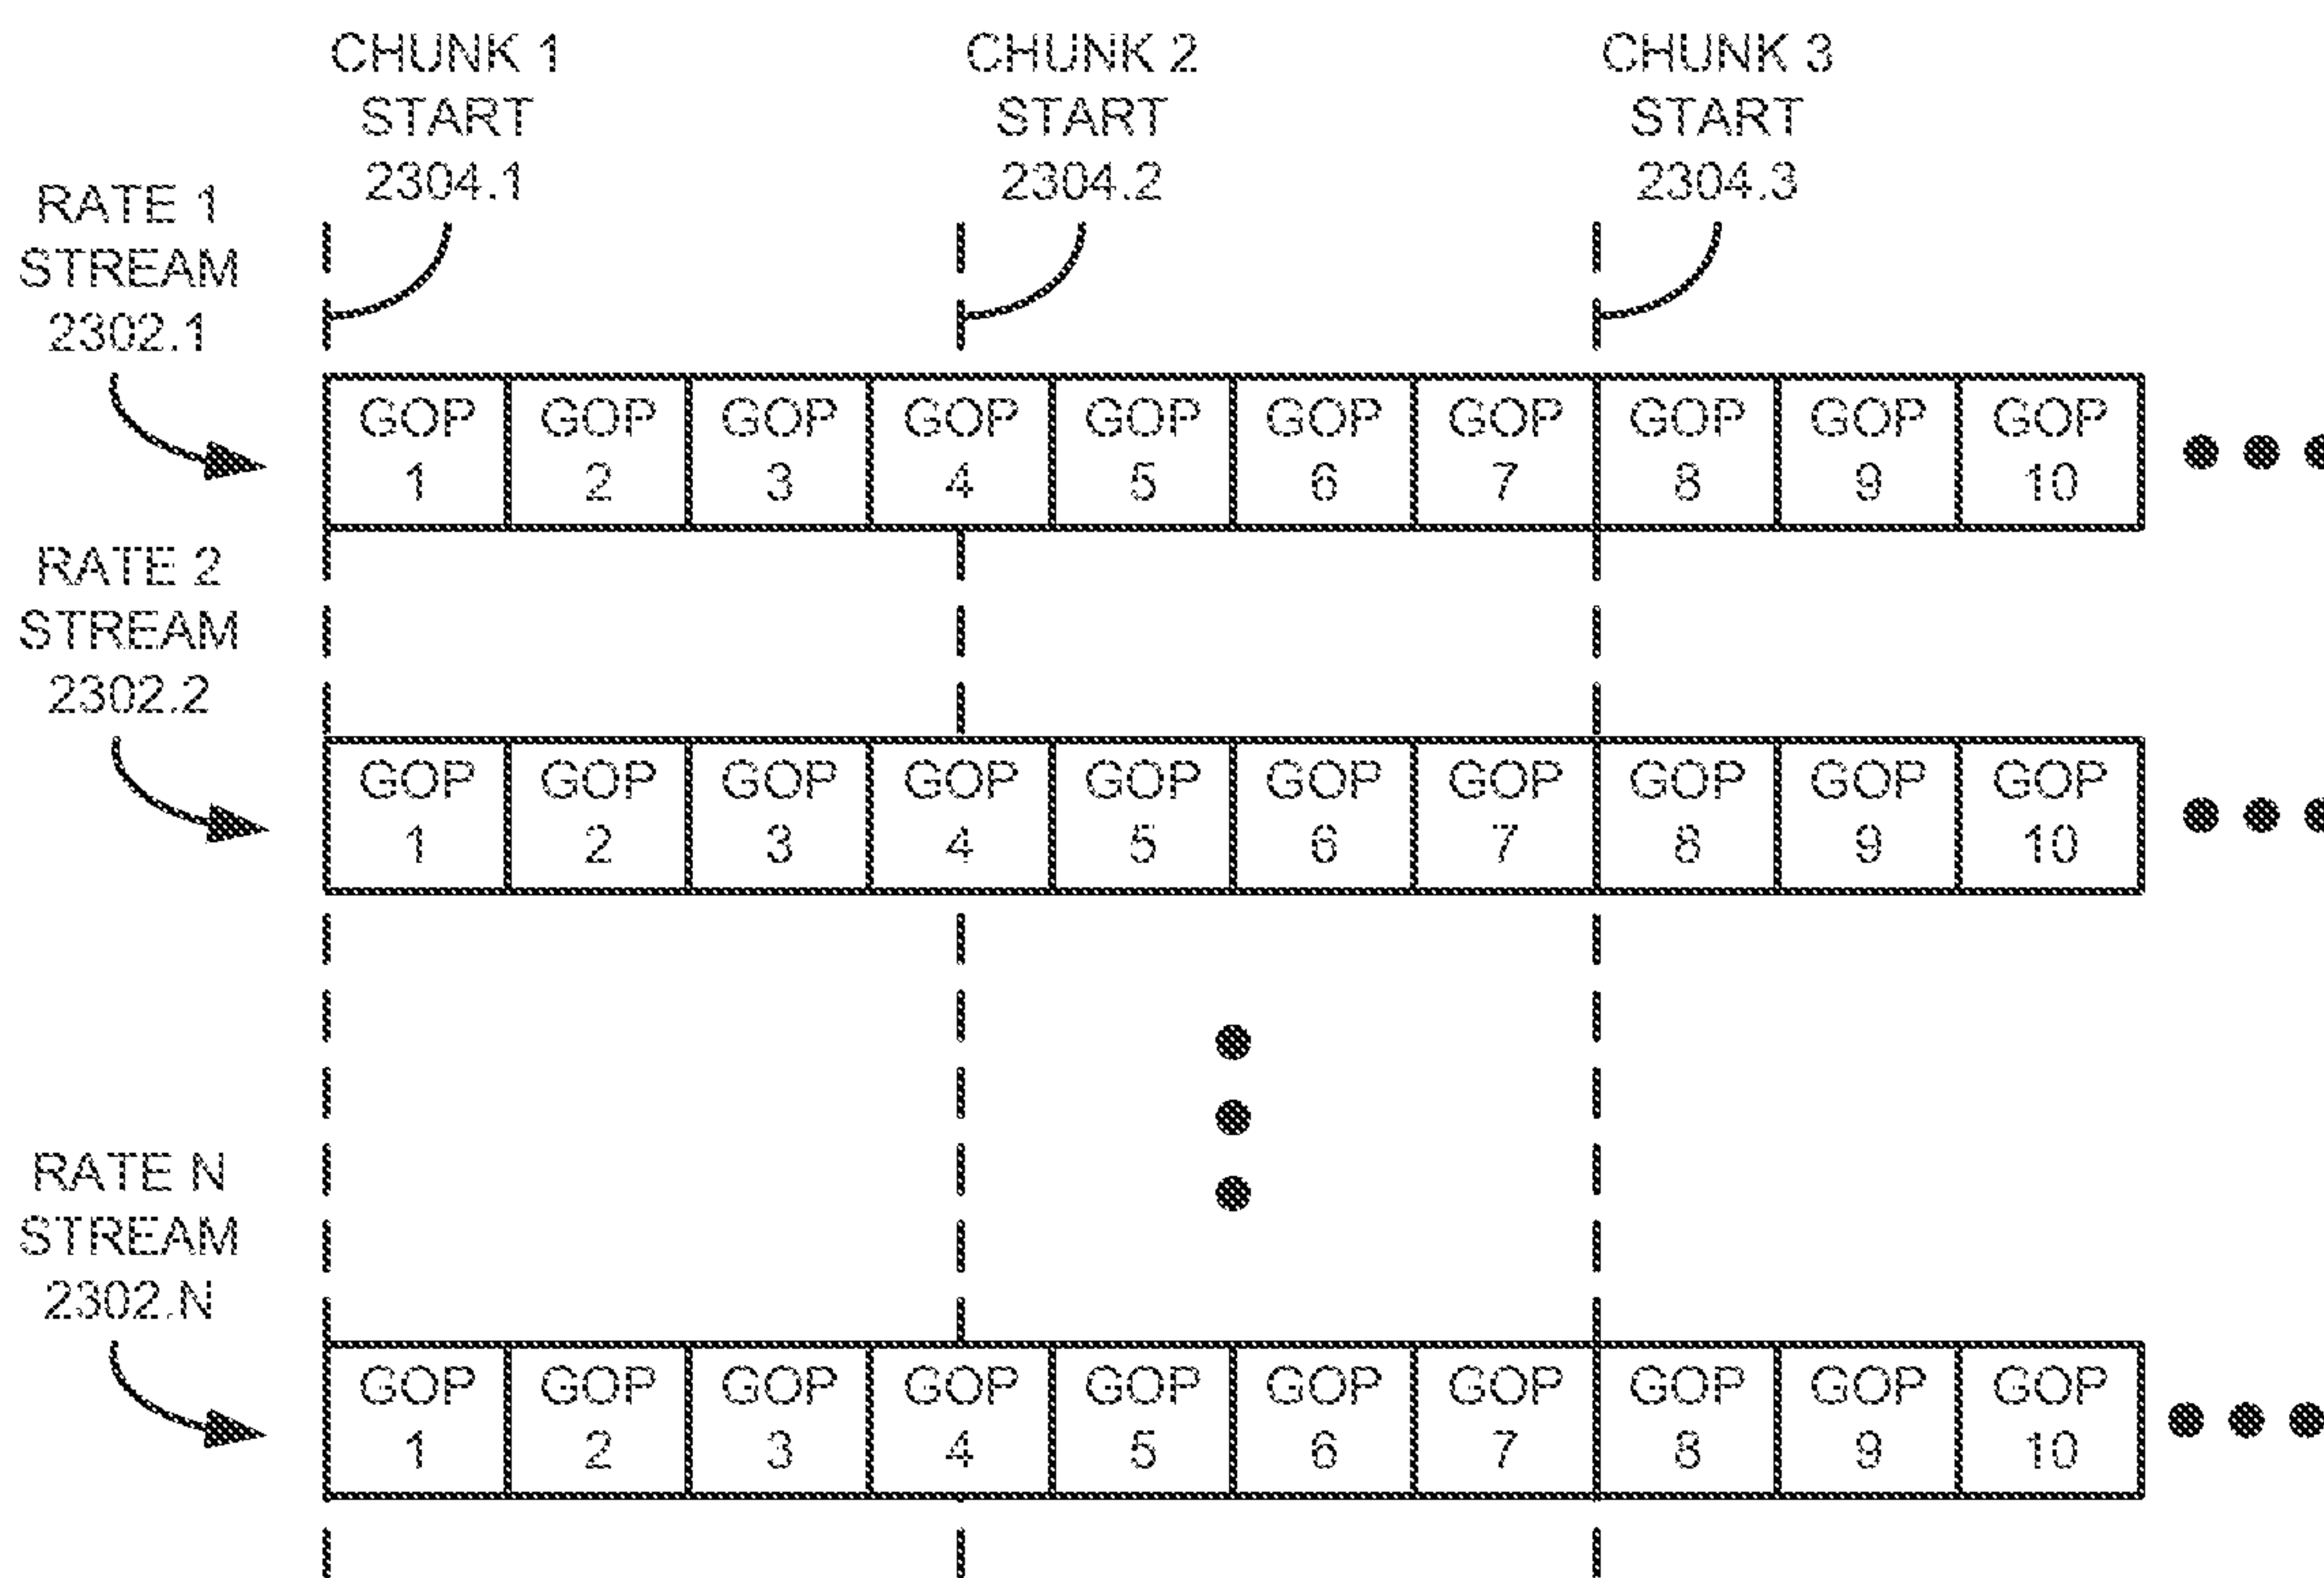 CHUNK 1
START
2304.1
CHUNK 2
START
2304.2
CHUNK 3
START
2304.3
RATE 1
STREAM
2302.1
GOP GOP GOP GOP GOP GOP GOP GOP GOP GOP
1 2 3 4 5 6 7 8 9 10
RATE 2
STREAM
2302.2
GOP GOP GOP GOP GOP GOP GOP GOP GOP GOP
1 2 3 4 5 6 7 8 9 10
RATE N
STREAM
2302.N
GOP GOP GOP GOP GOP GOP GOP GOP GOP GOP
1 2 3 4 5 6 7 8 9 10